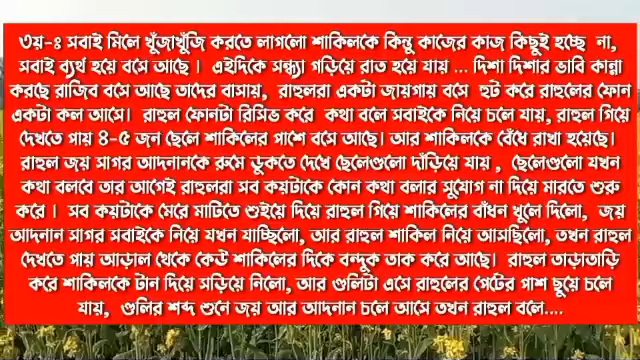 ৩য়-ঃ সবাই মিলে খুঁজাখুঁজি করতে লাগলো শাকিলকে কিন্তু কাজের কাজ কিছুই হচ্ছে না,
সবাই ব্যর্থ হয়ে বসে আছে। এইদিকে সন্ধ্যা গড়িয়ে রাত হয়ে যায় ... দিশা দিশার ভাবি কান্না
করছে রাজিব বসে আছে তাদের বাসায়, রাহুলরা একটা জায়গায় বসে হুট করে রাহুলের ফোন
একটা কল আসে। রাহুল ফোনটা রিসিভ করে কথা বলে সবাইকে নিয়ে চলে যায়, রাহুল গিয়ে
দেখতে পায় ৪-৫ জন ছেলে শাকিলের পাশে বসে আছে। আর শাকিলকে বেঁধে রাখা হয়েছে।
রাহুল জয় সাগর আদনানকে রুমে ঢুকতে দেখে ছেলেগুলো দাঁড়িয়ে যায় , ছেলেগুলো যখন
কথা বলবে তার আগেই রাহুলরা সব কয়টাকে কোন কথা বলার সুযোগ না দিয়ে মারতে শুরু
করে । সব কয়টাকে মেরে মাটিতে শুইয়ে দিয়ে রাহুল গিয়ে শাকিলের বাঁধন খুলে দিলো, জয়
আদনান সাগর সবাইকে নিয়ে যখন যাচ্ছিলো, আর রাহুল শাকিল নিয়ে আসছিলো, তখন রাহুল
দেখতে পায় আড়াল থেকে কেউ শাকিলের দিকে বন্দুক তাক করে আছে। রাহুল তাড়াতাড়ি
করে শাকিলকে টান দিয়ে সড়িয়ে নিলো, আর গুলিটা এসে রাহুলের পেটের পাশ ছুয়ে চলে
যায়, গুলির শব্দ শুনে জয় আর আদনান চলে আসে তখন রাহুল বলে....